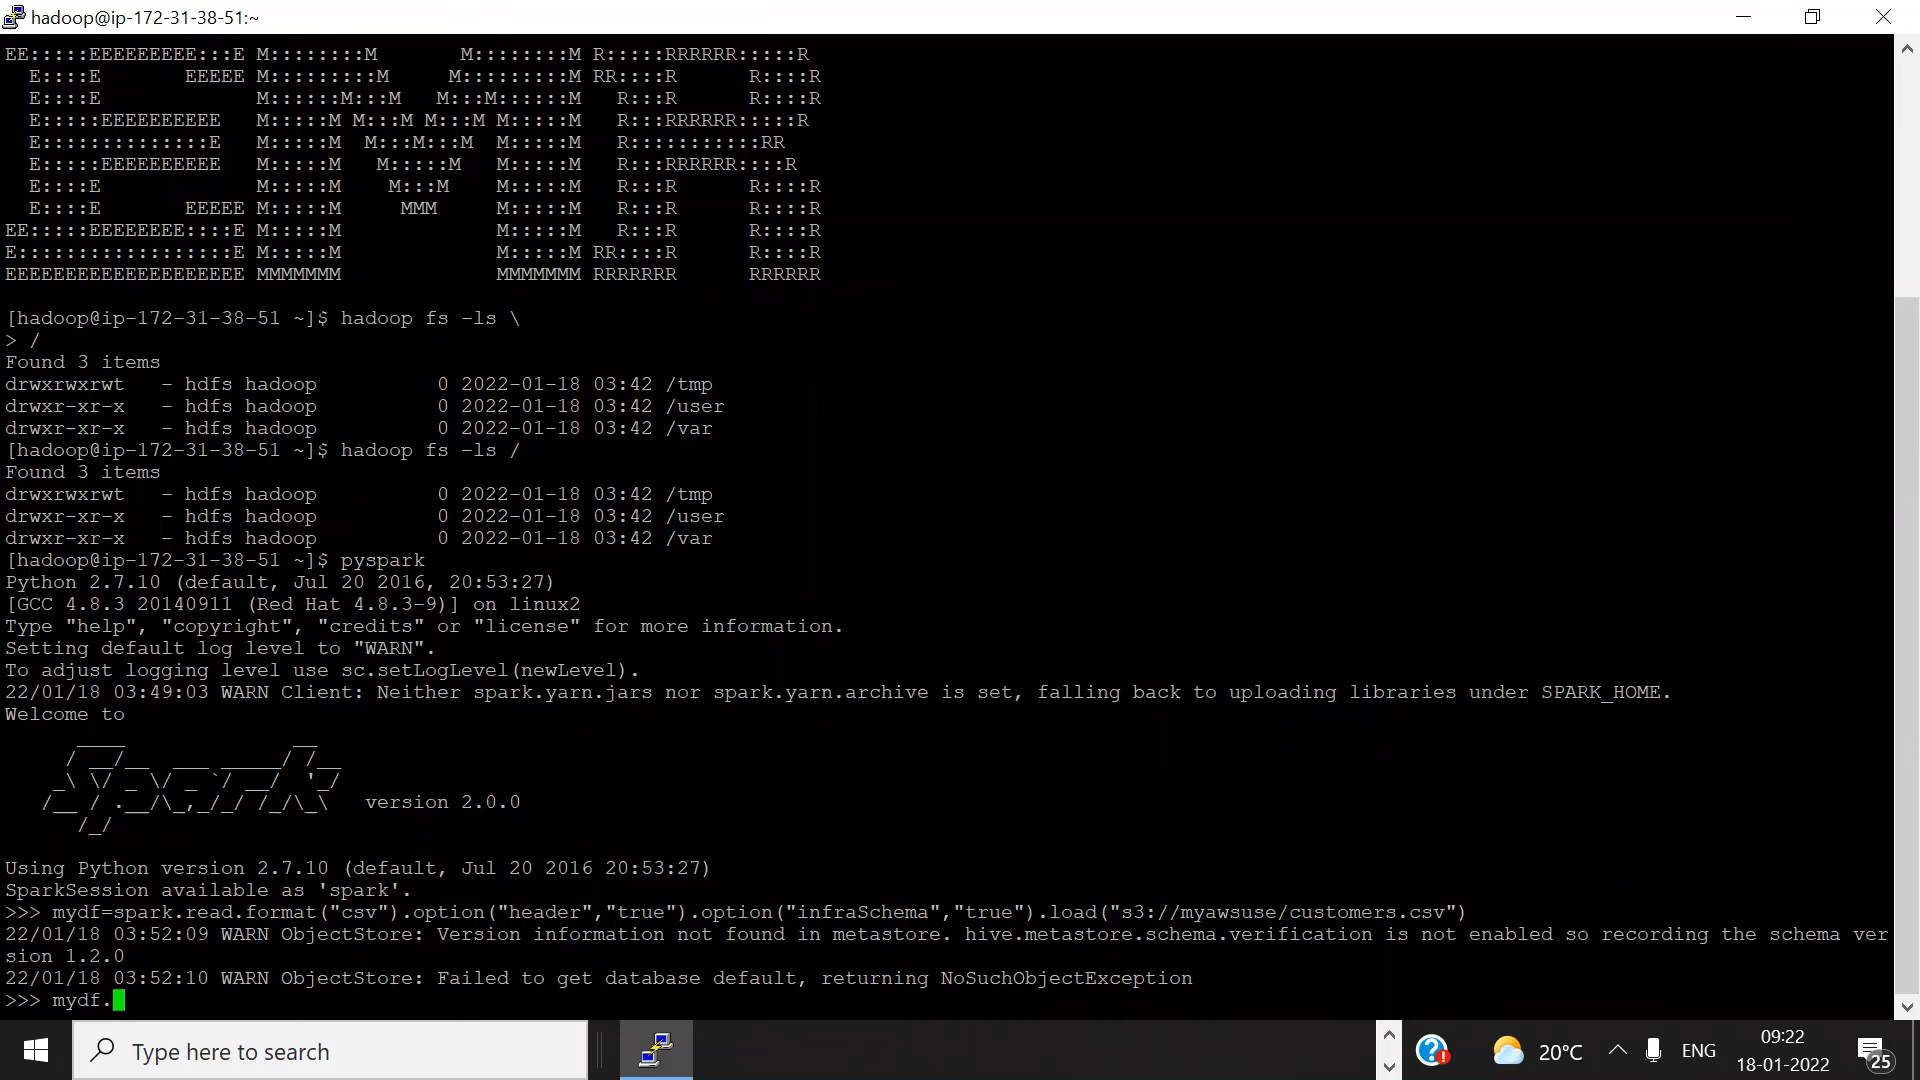 hadoop@ip-172-31-38-51:~
EE:::::EEEEEEEEE:::E M::::::::M       M::::::::M R:::::RRRRRR:::::R
  E::::E       EEEEE M:::::::::M     M:::::::::M RR::::R      R::::R
  E::::E             M::::::M:::M   M:::M::::::M   R:::R      R::::R
  E:::::EEEEEEEEEE   M:::::M M:::M M:::M M:::::M   R:::RRRRRR:::::R
  E::::::::::::::E   M:::::M  M:::M:::M  M:::::M   R:::::::::::RR
  E:::::EEEEEEEEEE   M:::::M   M:::::M   M:::::M   R:::RRRRRR::::R
  E::::E             M:::::M    M:::M    M:::::M   R:::R      R::::R
  E::::E       EEEEE M:::::M     MMM     M:::::M   R:::R      R::::R
EE:::::EEEEEEEE::::E M:::::M             M:::::M   R:::R      R::::R
E::::::::::::::::::E M:::::M             M:::::M RR::::R      R::::R
EEEEEEEEEEEEEEEEEEEE MMMMMMM             MMMMMMM RRRRRRR      RRRRRR
[hadoop@ip-172-31-38-51 ~]$ hadoop fs -ls \
> /
Found 3 items
drwxrwxrwt   - hdfs hadoop          0 2022-01-18 03:42 /tmp
drwxr-xr-x   - hdfs hadoop          0 2022-01-18 03:42 /user
drwxr-xr-x   - hdfs hadoop          0 2022-01-18 03:42 /var
[hadoop@ip-172-31-38-51 ~]$ hadoop fs -ls /
Found 3 items
drwxrwxrwt   - hdfs hadoop          0 2022-01-18 03:42 /tmp
drwxr-xr-x   - hdfs hadoop          0 2022-01-18 03:42 /user
drwxr-xr-x   - hdfs hadoop          0 2022-01-18 03:42 /var
[hadoop@ip-172-31-38-51 ~]$ pyspark
Python 2.7.10 (default, Jul 20 2016, 20:53:27)
[GCC 4.8.3 20140911 (Red Hat 4.8.3-9)] on linux2
Type "help", "copyright", "credits" or "license" for more information.
Setting default log level to "WARN".
To adjust logging level use sc.setLogLevel(newLevel).
22/01/18 03:49:03 WARN Client: Neither spark.yarn.jars nor spark.yarn.archive is set, falling back to uploading libraries under SPARK_HOME.
Welcome to
      ____              __
     / __/__  ___ _____/ /__
    _\ \/ _ \/ _ `/ __/  '_/
   /__ / .__/\_,_/_/ /_/\_\   version 2.0.0
      /_/
Using Python version 2.7.10 (default, Jul 20 2016 20:53:27)
SparkSession available as 'spark'.
>>> mydf=spark.read.format("csv").option("header","true").option("infraSchema","true").load("s3://myawsuse/customers.csv")
22/01/18 03:52:09 WARN ObjectStore: Version information not found in metastore. hive.metastore.schema.verification is not enabled so recording the schema ver
sion 1.2.0
22/01/18 03:52:10 WARN ObjectStore: Failed to get database default, returning NoSuchObjectException
>>> mydf.
Type here to search
20°C
ENG
09:22
18-01-2022
25